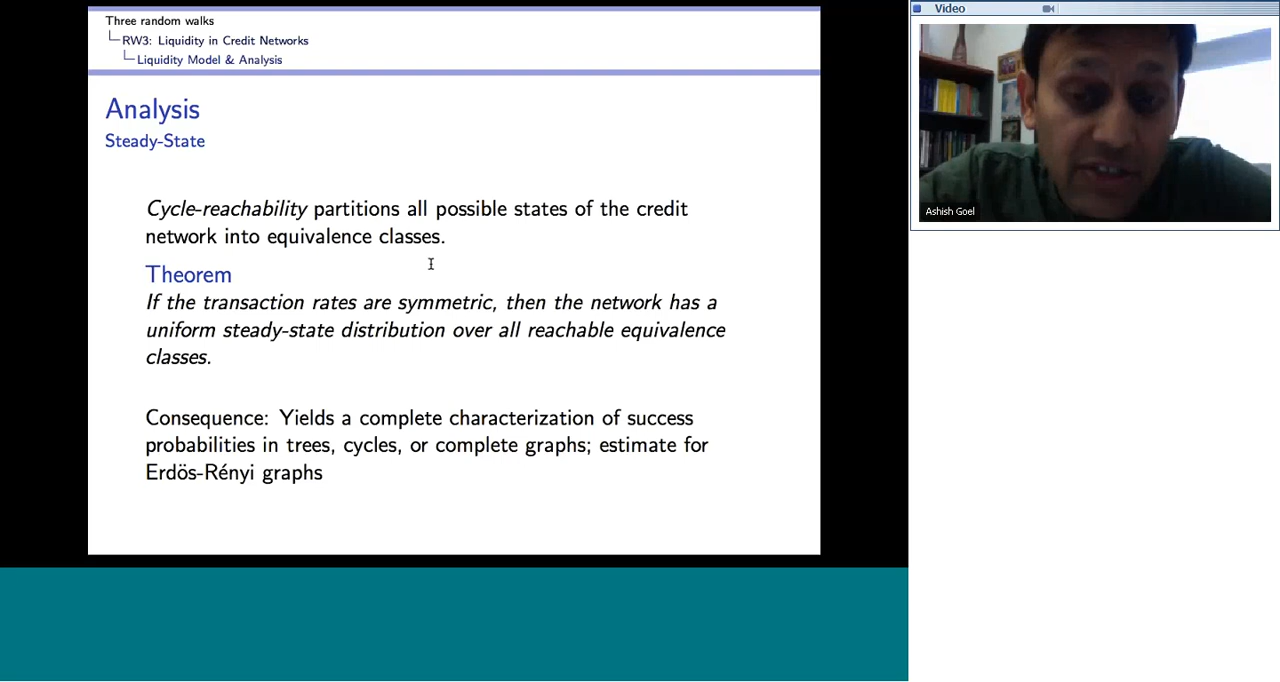 Three random walks
RW3: Liquidity in Credit Networks
Liquidity Model & Analysis
Analysis
Steady-State
Cycle-reachability partitions all possible states of the credit
network into equivalence classes.
Theorem
If the transaction rates are symmetric, then the network has a
uniform steady-state distribution over all reachable equivalence
classes.
Consequence: Yields a complete characterization of success
probabilities in trees, cycles, or complete graphs; estimate for
Erdös-Rényi graphs
Video
Ashish Goel